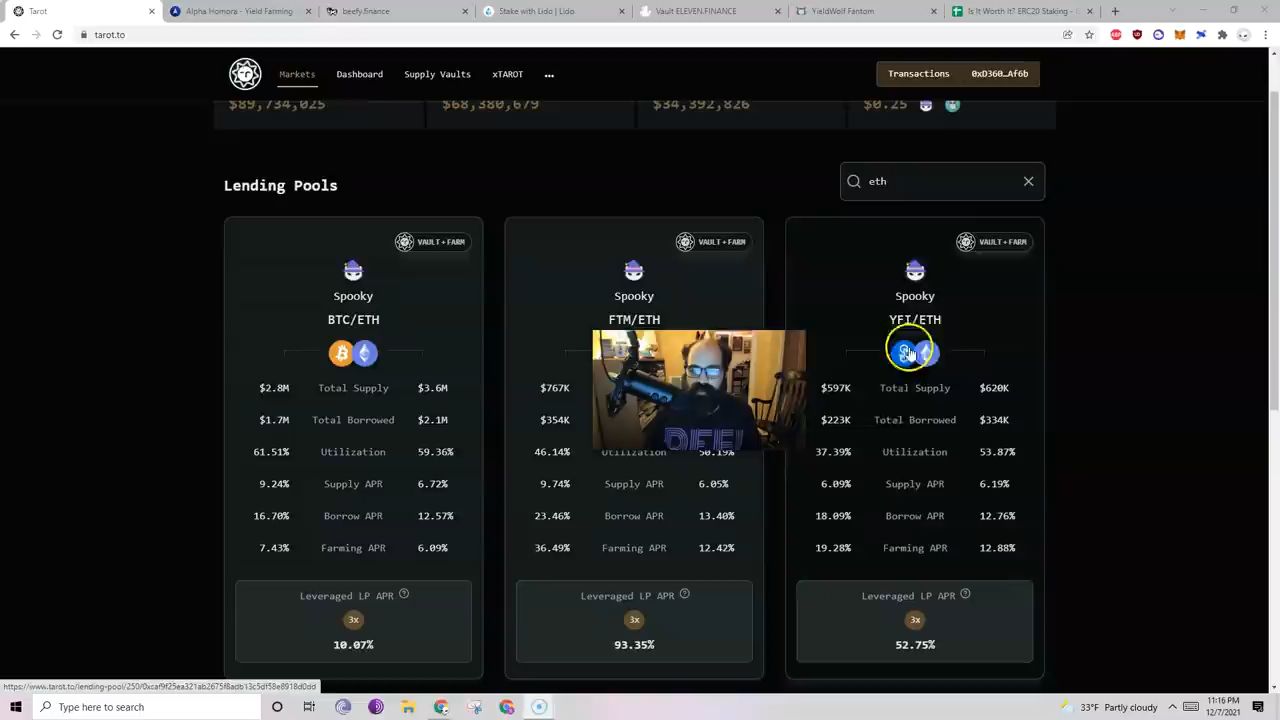 Tarot
Alpha Homora - Yield Farming
beefy.finance
Stake with Lido | Lido
Vault ELEVEN.FINANCE
YieldWolf Fantom
Is It Worth It? ERC20 Staking -
tarot.to
Markets Dashboard Supply Vaults xTAROT ...
Transactions 0xD360…Af6b
$89,734,025 $68,380,679 $34,392,826 $0.25
Lending Pools
eth
VAULT + FARM
Spooky
BTC/ETH
$2.8M Total Supply $3.6M
$1.7M Total Borrowed $2.1M
61.51% Utilization 59.36%
9.24% Supply APR 6.72%
16.70% Borrow APR 12.57%
7.43% Farming APR 6.09%
Leveraged LP APR ?
3x
10.07%
VAULT + FARM
Spooky
FTM/ETH
$767K
$354K
46.14% Utilization 50.19%
9.74% Supply APR 6.05%
23.46% Borrow APR 13.40%
36.49% Farming APR 12.42%
Leveraged LP APR ?
3x
93.35%
VAULT + FARM
Spooky
YFI/ETH
$597K Total Supply $620K
$223K Total Borrowed $334K
37.39% Utilization 53.87%
6.09% Supply APR 6.19%
18.09% Borrow APR 12.76%
19.28% Farming APR 12.88%
Leveraged LP APR ?
3x
52.75%
Type here to search
33°F Partly cloudy
11:16 PM
12/7/2021